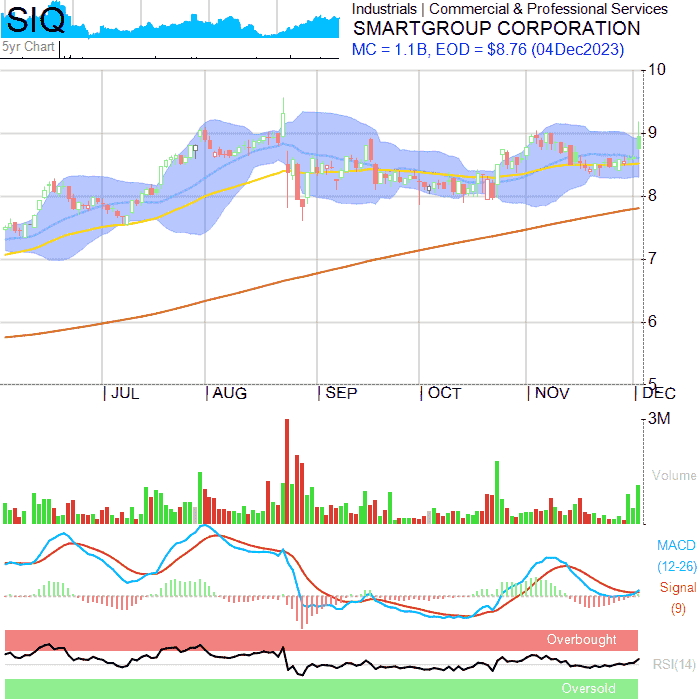 SIQ
5yr Chart
Industrials | Commercial & Professional Services
SMARTGROUP CORPORATION
MC = 1.1B, EOD = $8.76 (04Dec2023)
10
9
8
7
6
5
JUL AUG SEP OCT NOV DEC
3M
Volume
MACD
(12-26)
Signal
(9)
Overbought
RSI(14)
Oversold